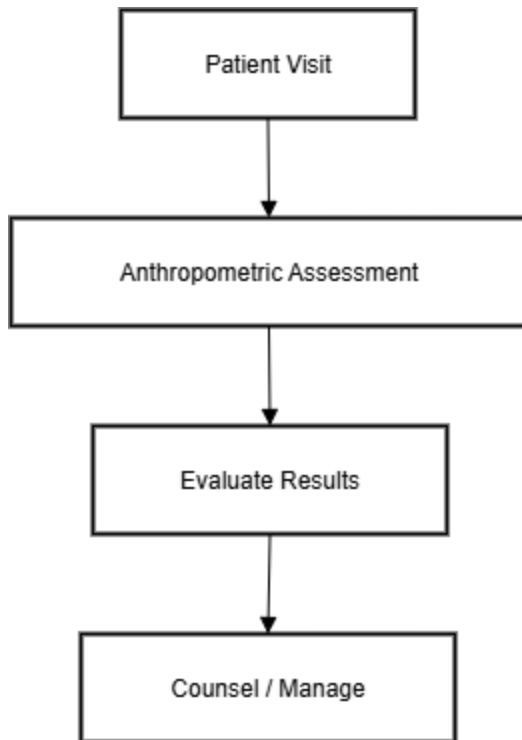 Patient Visit
Anthropometric Assessment
Evaluate Results
Counsel / Manage